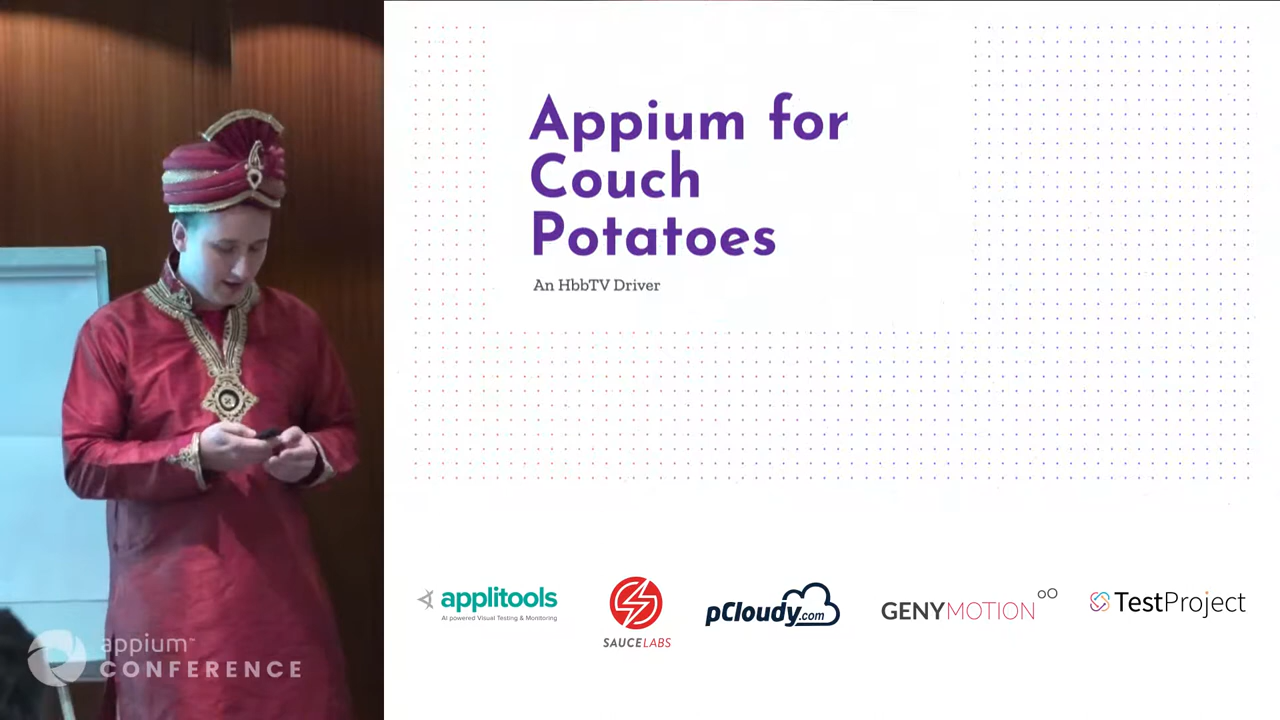 Appium for
Couch
Potatoes
An HbbTV Driver
applitools
AI powered Visual Testing & Monitoring
SAUCELABS
pCloudy.com
GENYMOTION
TestProject
appium™
CONFERENCE